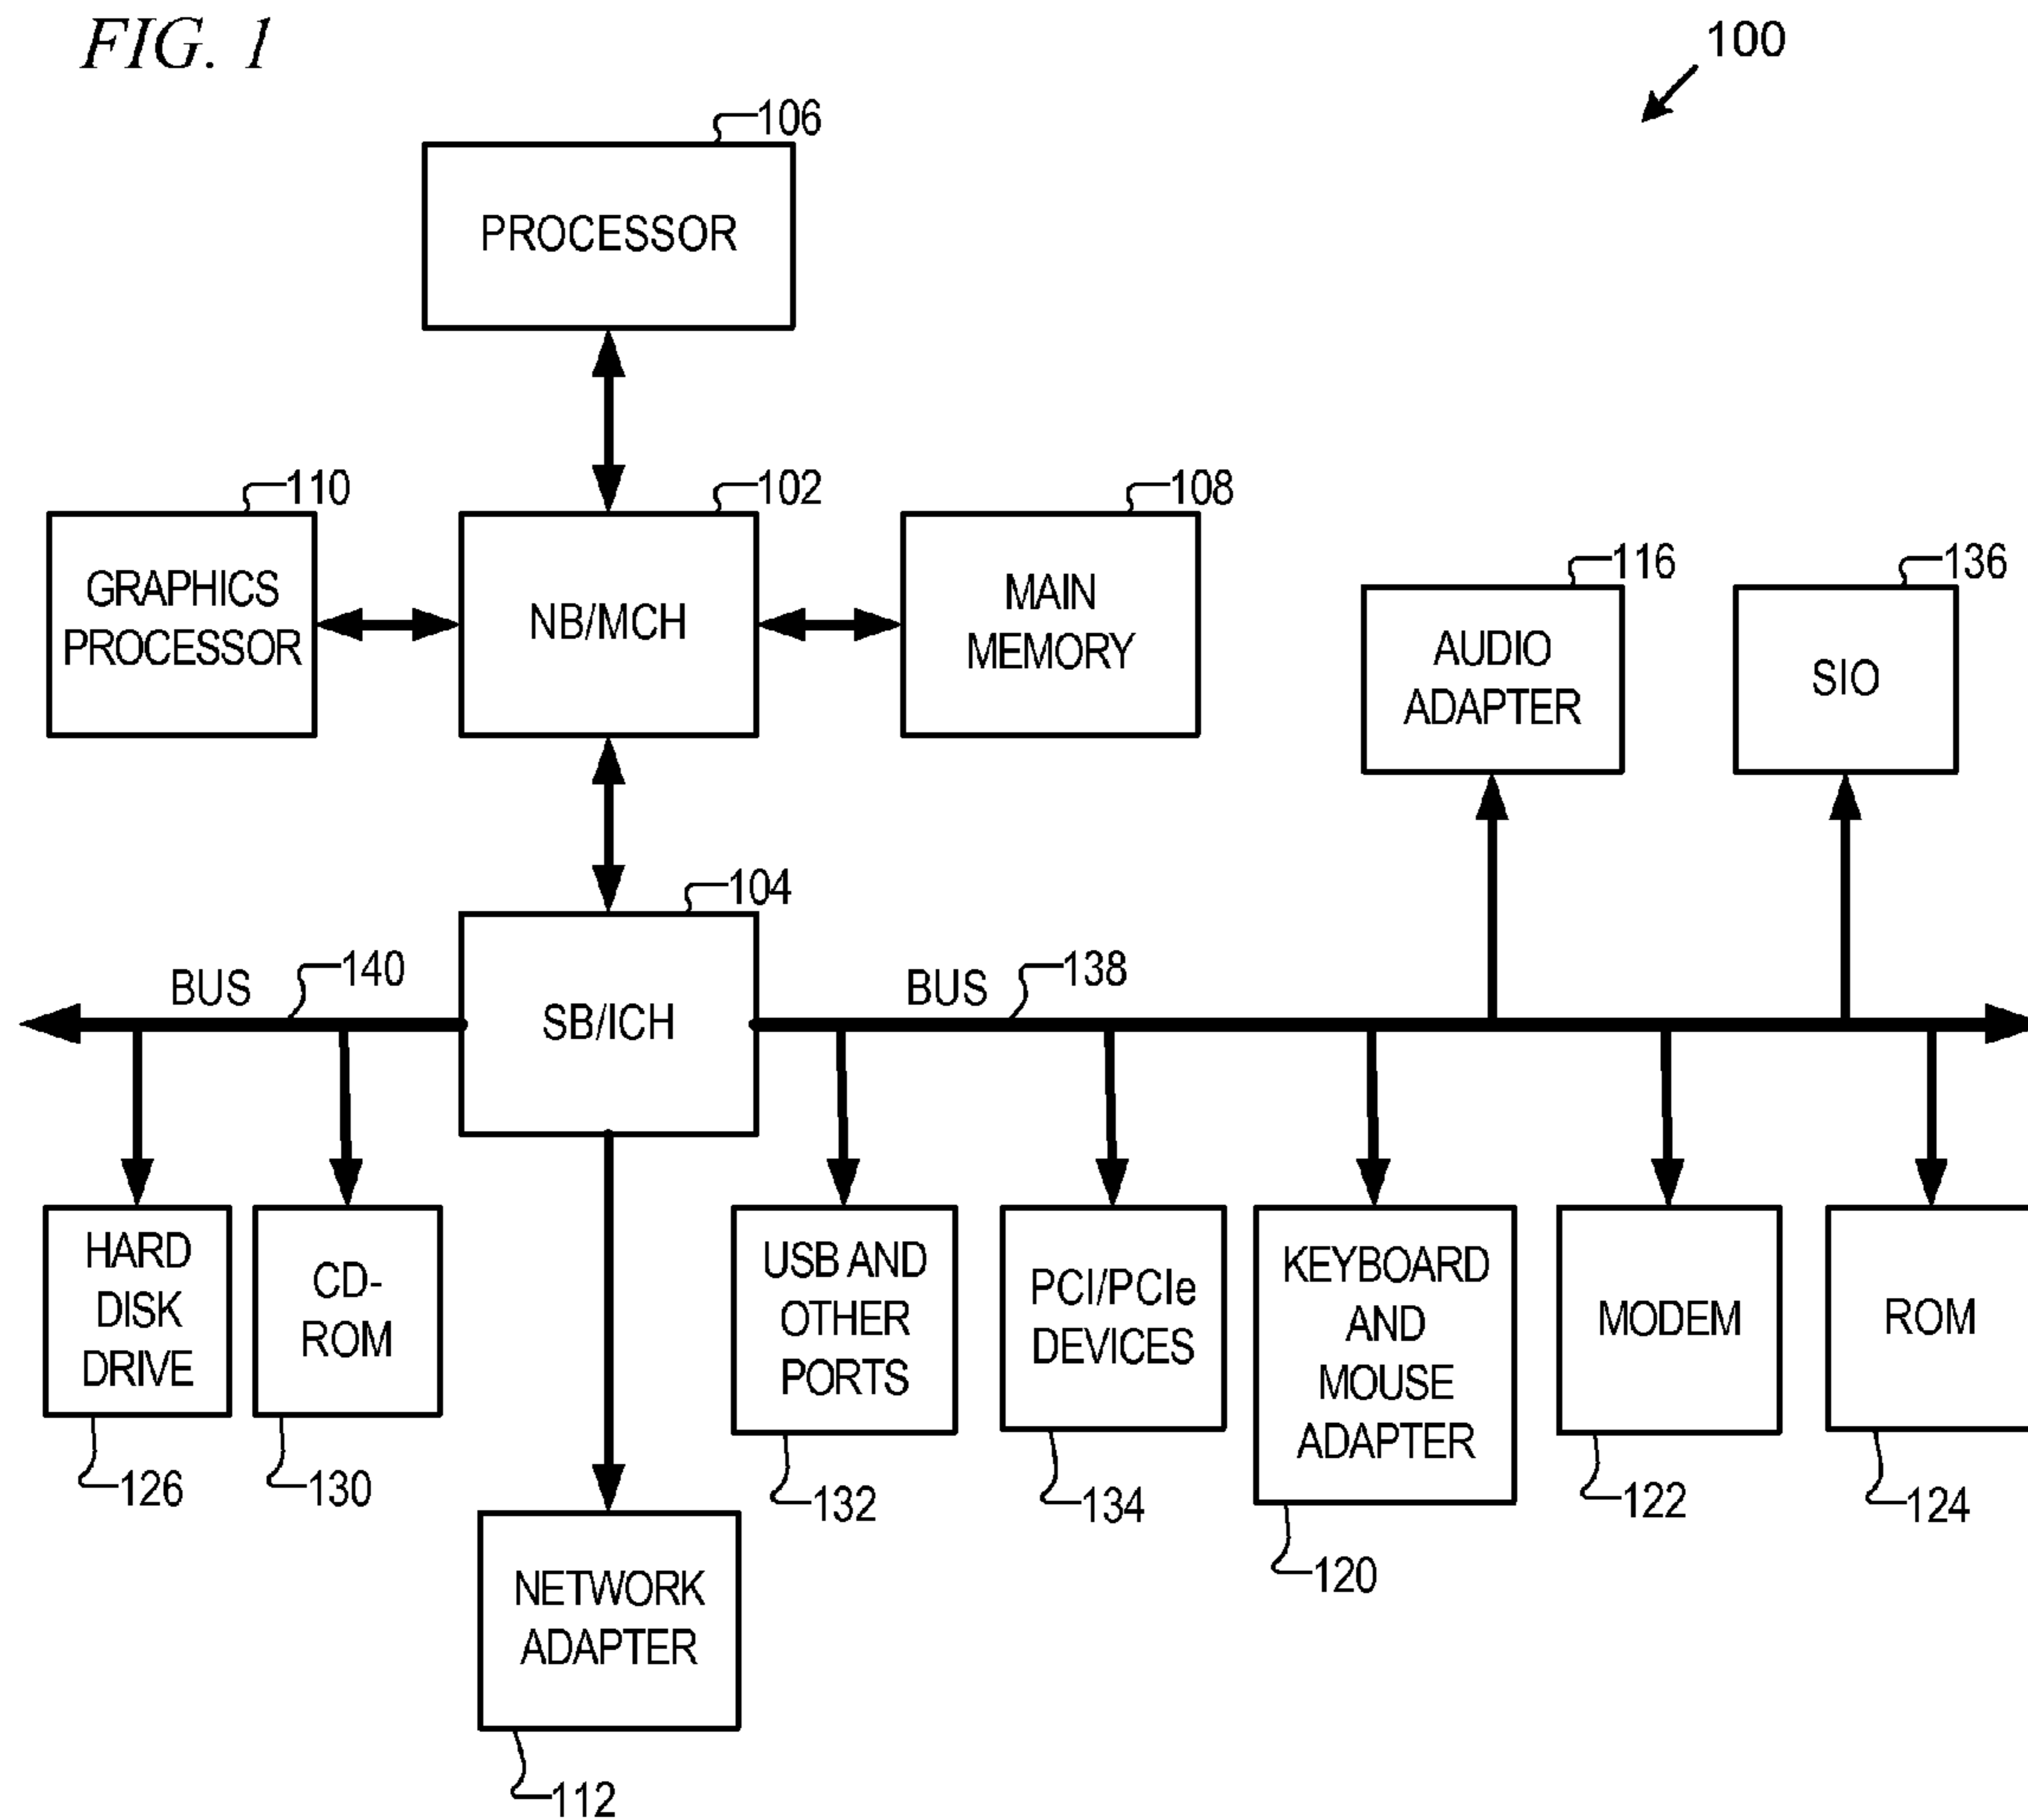 FIG. 1
100
106
PROCESSOR
110
102
108
GRAPHICS
PROCESSOR
NB/MCH
MAIN
MEMORY
116
136
AUDIO
ADAPTER
SIO
104
BUS
140
SB/ICH
BUS
138
HARD
DISK
DRIVE
CD-
ROM
USB AND
OTHER
PORTS
PCI/PCIe
DEVICES
KEYBOARD
AND
MOUSE
ADAPTER
MODEM
ROM
126
130
132
134
120
122
124
NETWORK
ADAPTER
112